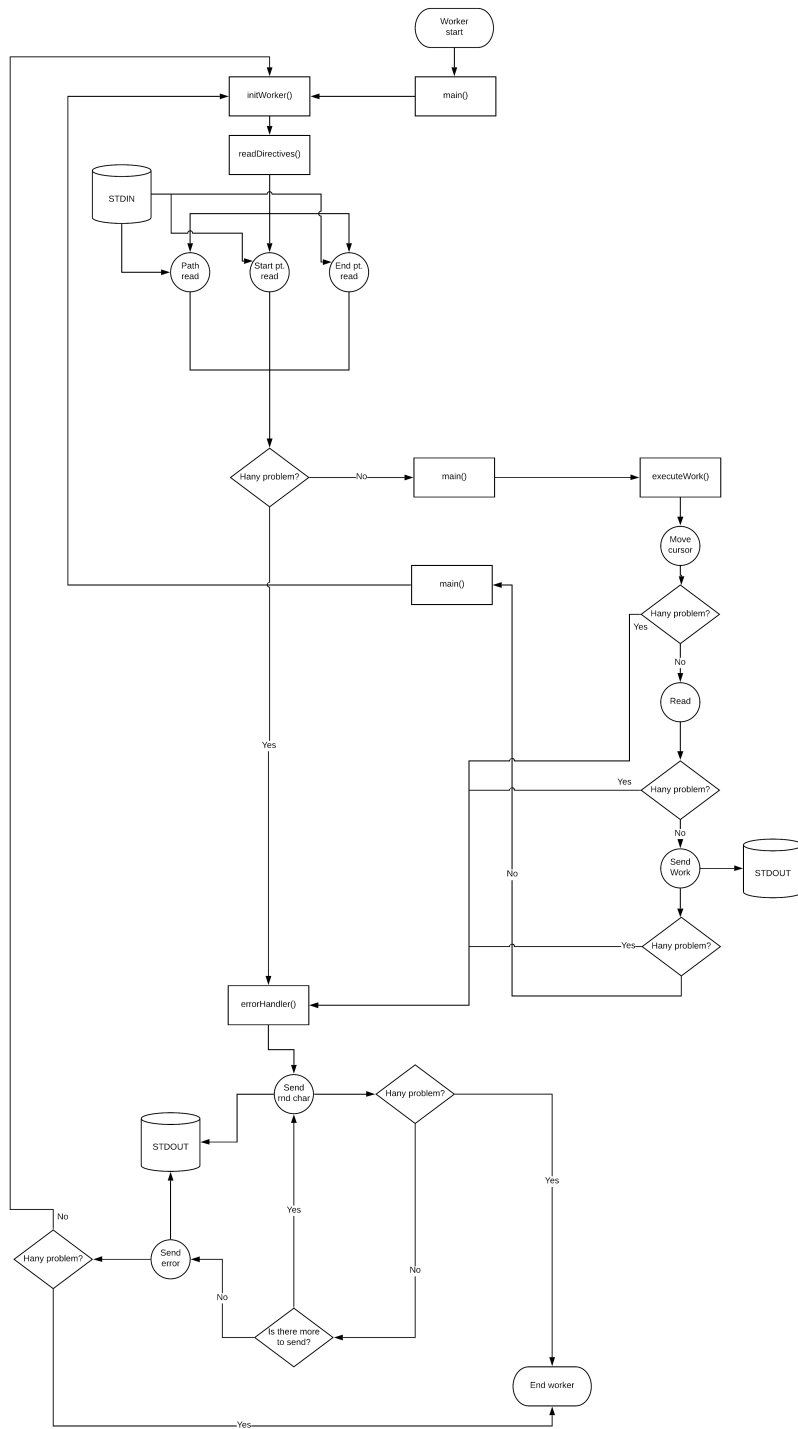 Worker
start
initWorker()
main()
readDirectives()
STDIN
Path
read
Start pt.
read
End pt.
read
Hany problem?
No
main()
executeWork()
Move
cursor
main()
Hany problem?
Yes
No
Read
Yes
Yes
Hany problem?
No
Send
Work
STDOUT
No
Yes
Hany problem?
errorHandler()
Send
rnd char
Hany problem?
STDOUT
Yes
Yes
No
Hany problem?
Send
error
No
No
Is there more
to send?
End worker
Yes